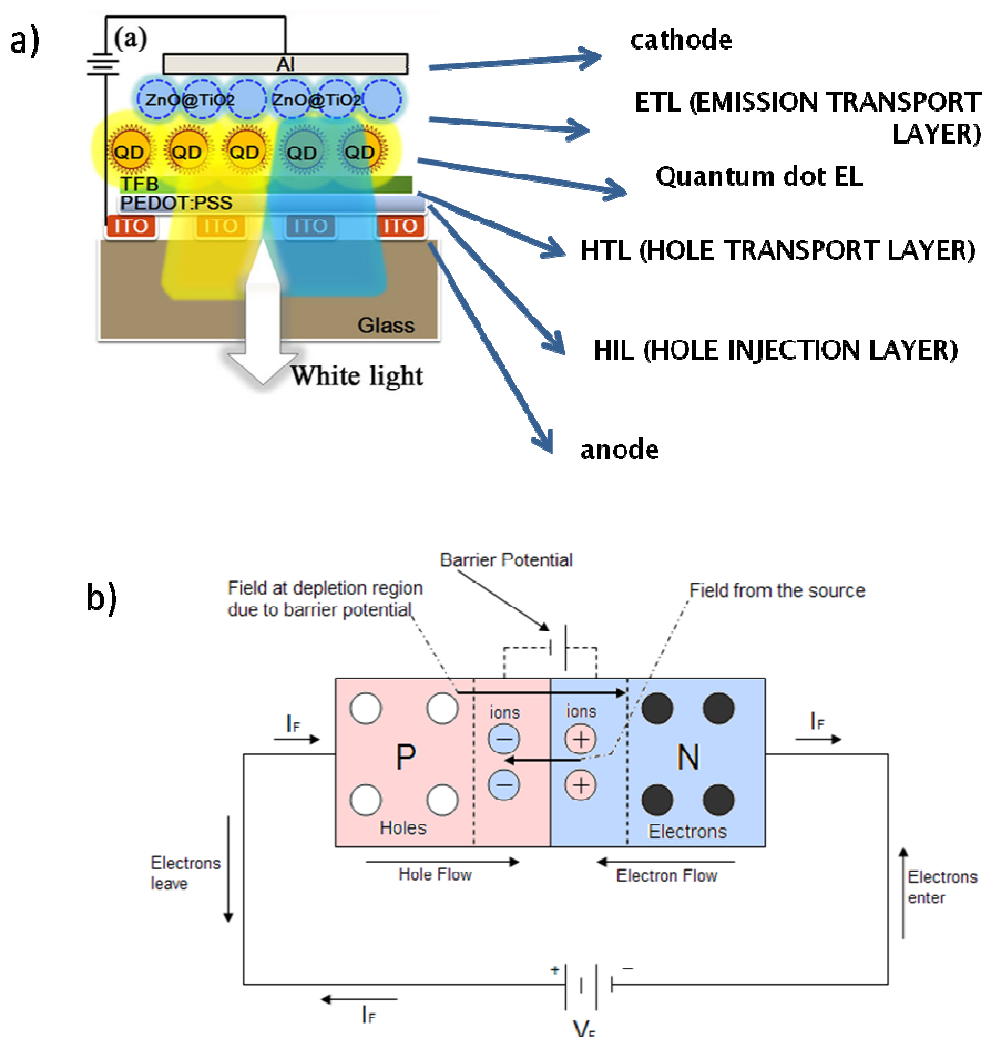 a)
(a)
Al
ZnO@TiO2 ZnO@TiO2
QD QD QD QD QD
TFB
PEDOT:PSS
ITO ITO ITO ITO
Glass
White light
cathode
ETL (EMISSION TRANSPORT
LAYER)
Quantum dot EL
HTL (HOLE TRANSPORT LAYER)
HIL (HOLE INJECTION LAYER)
anode
b)
Barrier Potential
Field at depletion region
due to barrier potential
Field from the source
IF
ions ions
IF
P
− +
N
− +
Holes
Electrons
Hole Flow
Electron Flow
Electrons
leave
Electrons
enter
+ −
IF
VF